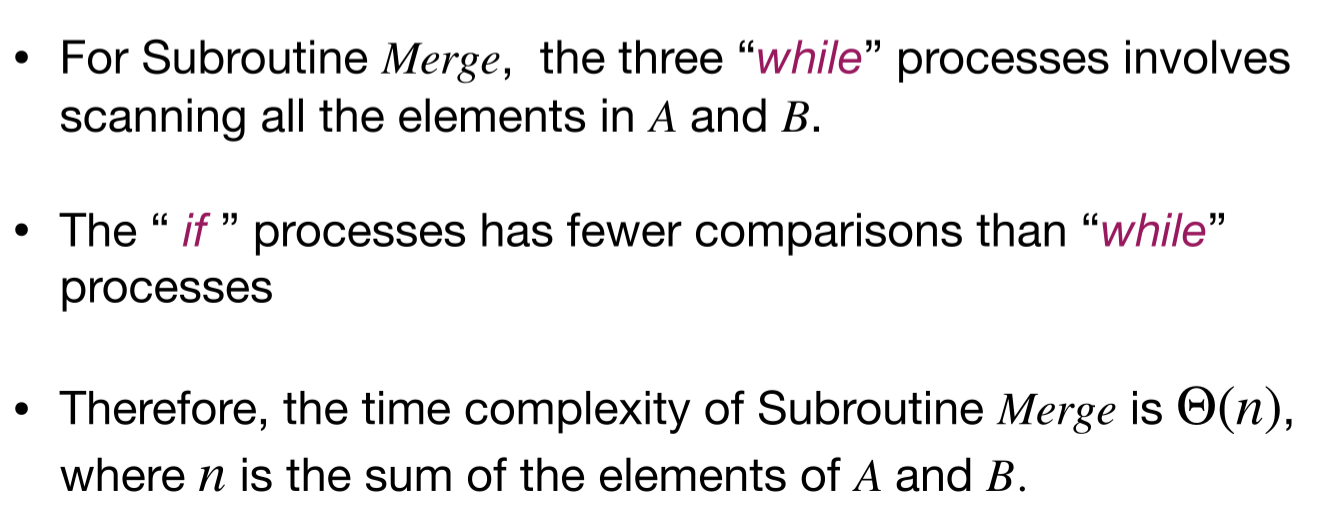 • For Subroutine Merge, the three “while” processes involves
scanning all the elements in A and B.
• The “ if ” processes has fewer comparisons than “while”
processes
• Therefore, the time complexity of Subroutine Merge is Θ(n),
where n is the sum of the elements of A and B.